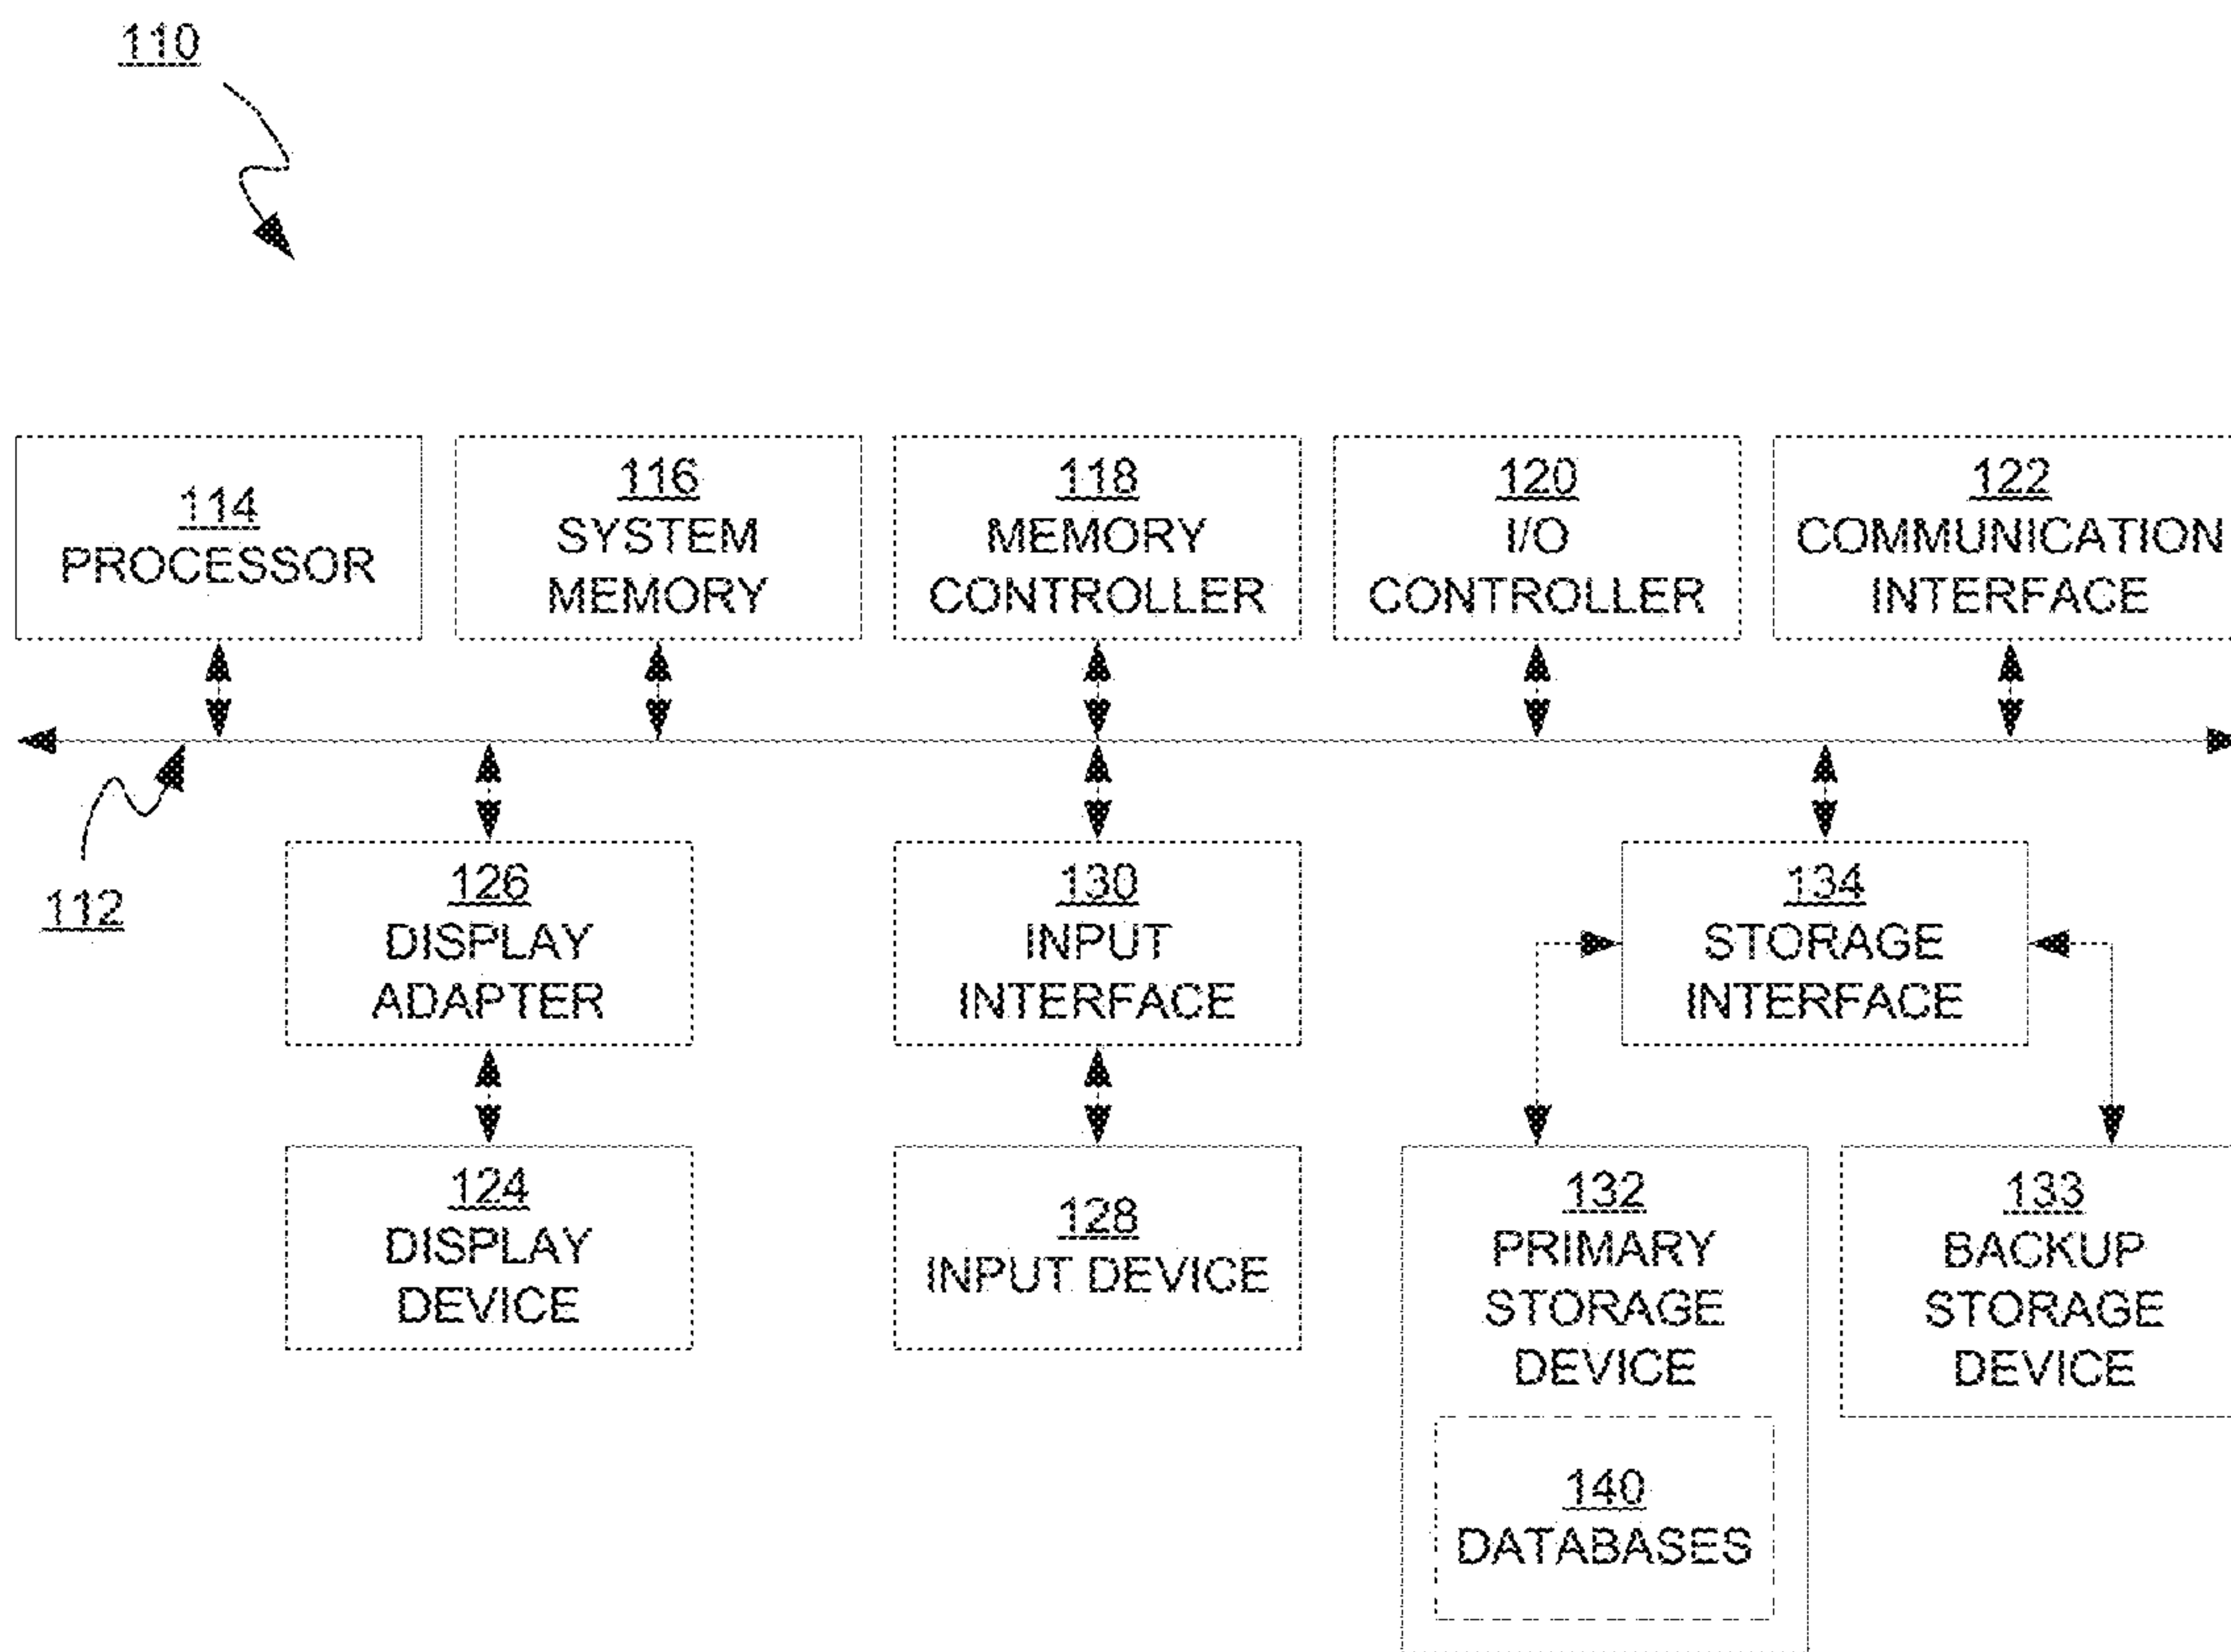 110
114
PROCESSOR
116
SYSTEM
MEMORY
118
MEMORY
CONTROLLER
120
I/O
CONTROLLER
122
COMMUNICATION
INTERFACE
112
126
DISPLAY
ADAPTER
130
INPUT
INTERFACE
134
STORAGE
INTERFACE
124
DISPLAY
DEVICE
128
INPUT DEVICE
132
PRIMARY
STORAGE
DEVICE
133
BACKUP
STORAGE
DEVICE
140
DATABASES